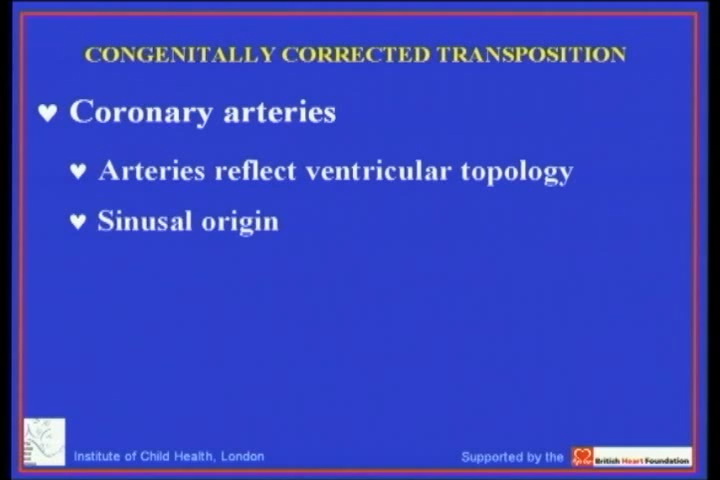 CONGENITALLY CORRECTED TRANSPOSITION
Coronary arteries
Arteries reflect ventricular topology
Sinusal origin
Institute of Child Health, London
Supported by the
British Heart Foundation